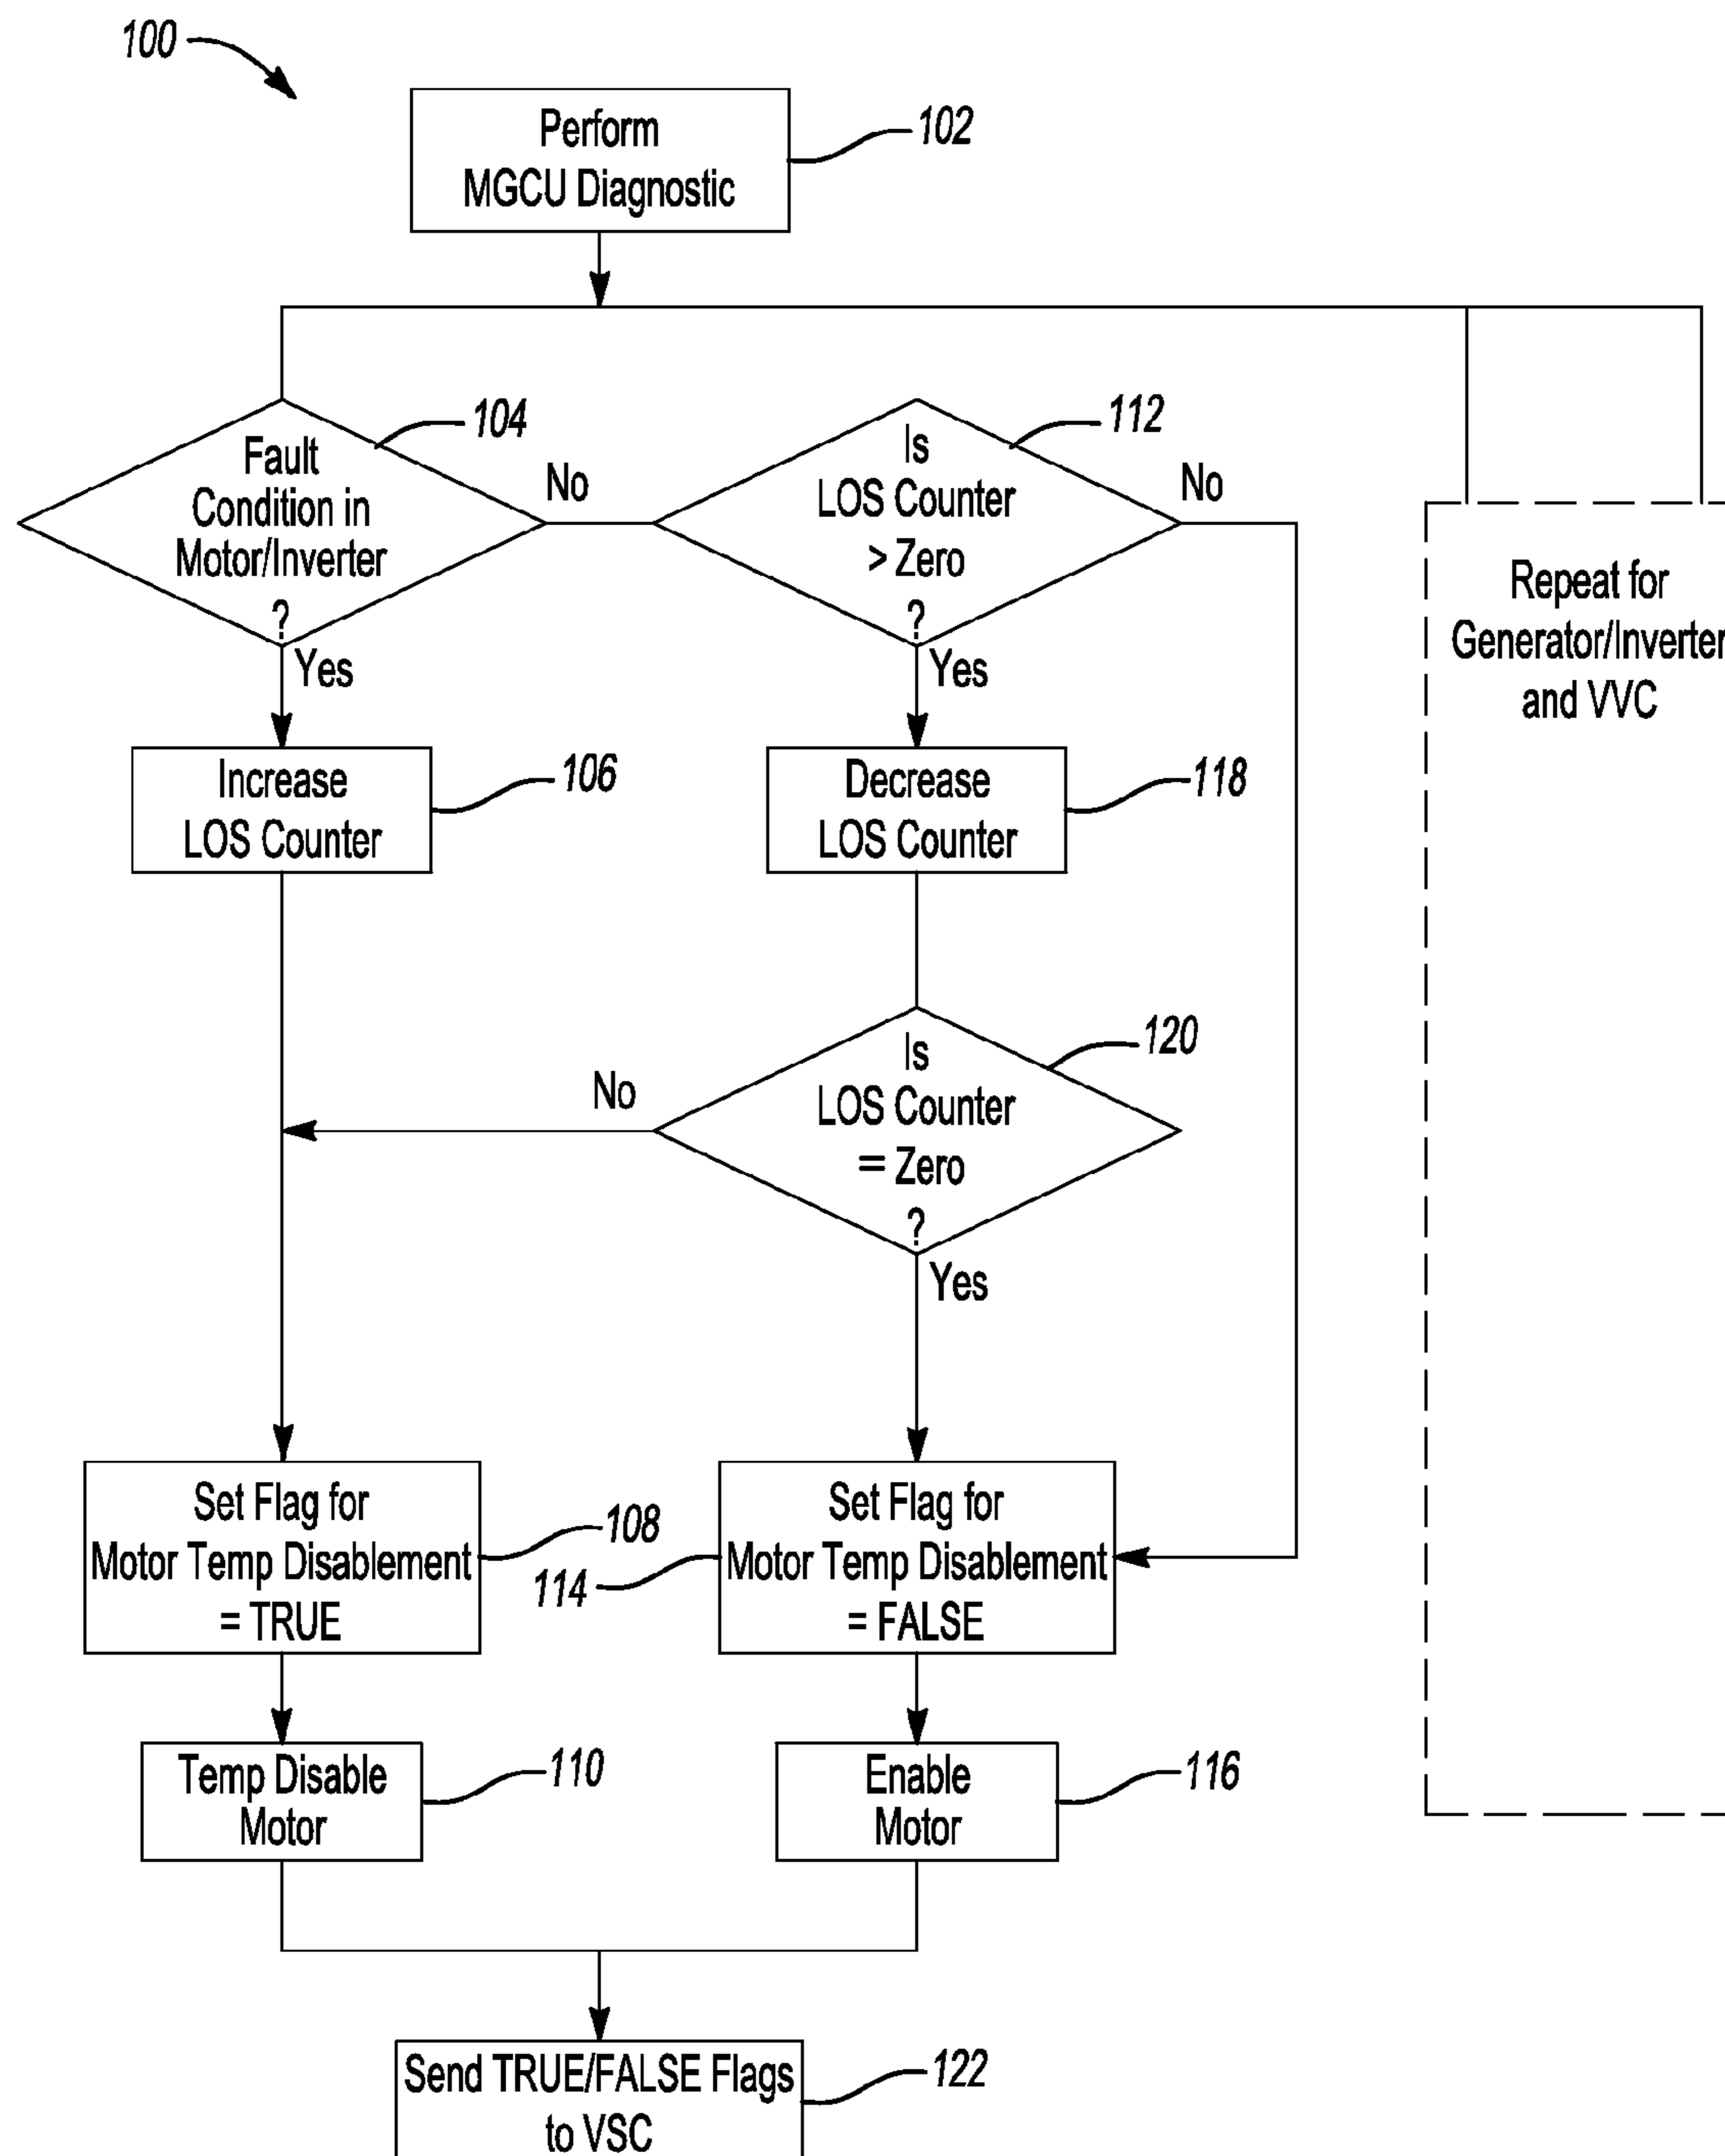 100
Perform
MGCU Diagnostic
102
104
Fault
Condition in
Motor/Inverter
?
No
Yes
112
Is
LOS Counter
> Zero
?
No
Yes
Repeat for
Generator/Inverter
and VVC
Increase
LOS Counter
106
Decrease
LOS Counter
118
120
Is
LOS Counter
= Zero
?
No
Yes
Set Flag for
Motor Temp Disablement
= TRUE
108
114
Set Flag for
Motor Temp Disablement
= FALSE
Temp Disable
Motor
110
Enable
Motor
116
Send TRUE/FALSE Flags
to VSC
122